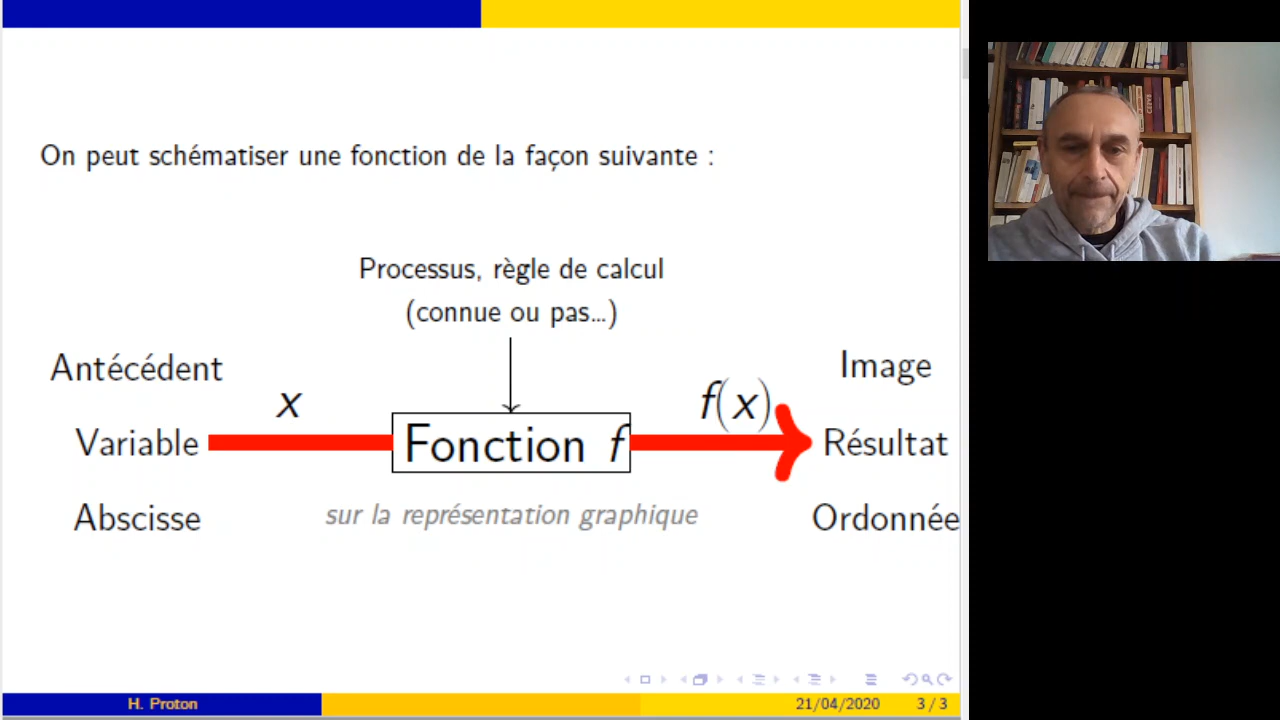 On peut schématiser une fonction de la façon suivante :
Processus, règle de calcul
(connue ou pas...)
Antécédent
Image
x
f(x)
Variable
Fonction f
Résultat
Abscisse
sur la représentation graphique
Ordonnée
H. Proton
21/04/2020
3 / 3